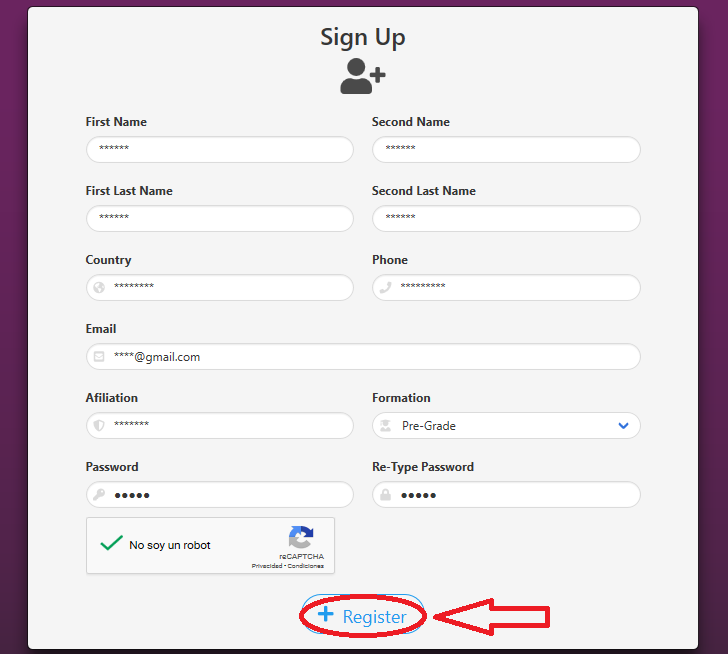 Sign Up
First Name Second Name
****** ******
First Last Name Second Last Name
****** ******
Country Phone
******** *********
Email
****@gmail.com
Afiliation Formation
******* Pre-Grade
Password Re-Type Password
••••• •••••
No soy un robot
reCAPTCHA
Privacidad • Condiciones
+ Register